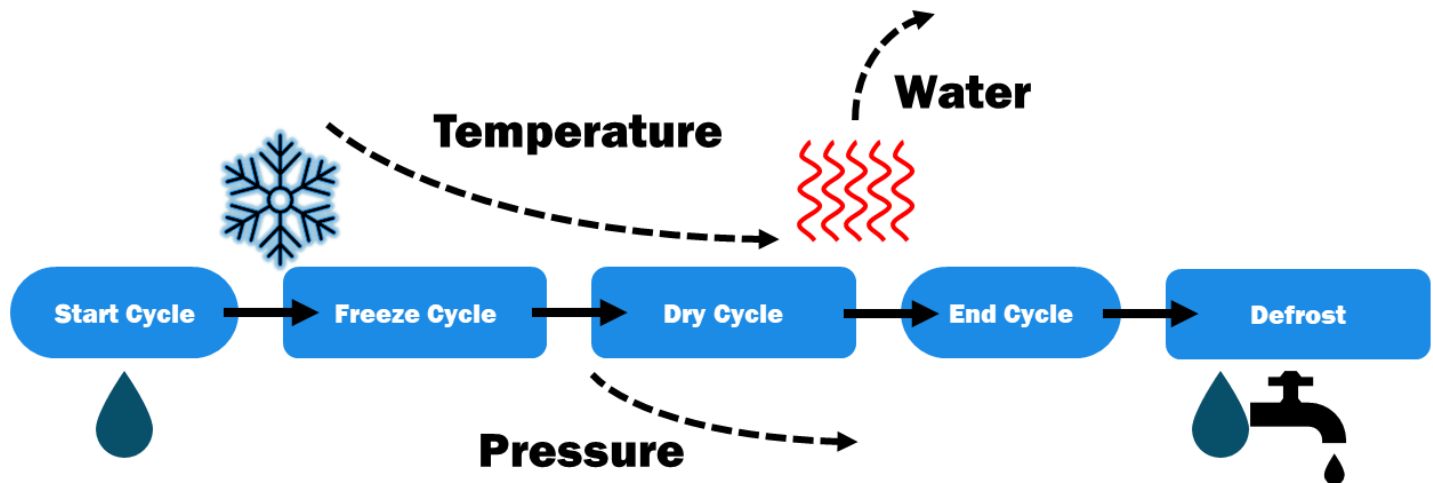 Water
Temperature
Start Cycle
Freeze Cycle
Dry Cycle
End Cycle
Defrost
Pressure